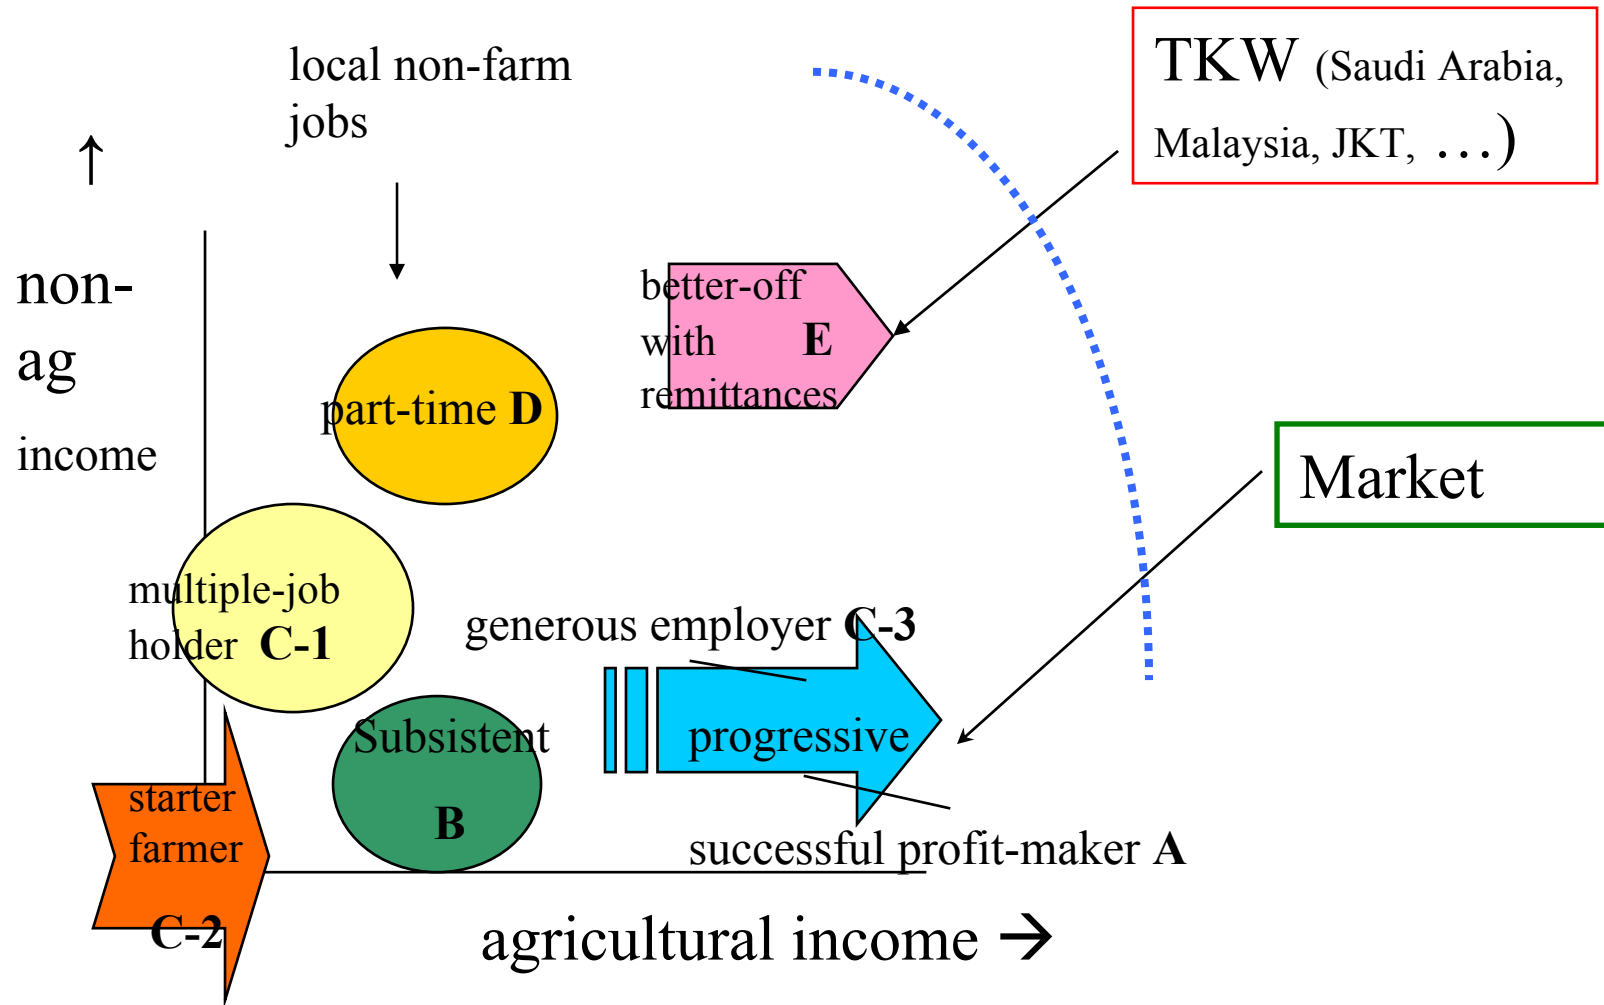 local non-farm
jobs
TKW (Saudi Arabia,
Malaysia, JKT, …)
↑
non-
ag
income
better-off
with E
remittances
part-time D
Market
multiple-job
holder C-1
generous employer C-3
Subsistent
B
progressive
starter
farmer
C-2
successful profit-maker A
agricultural income →